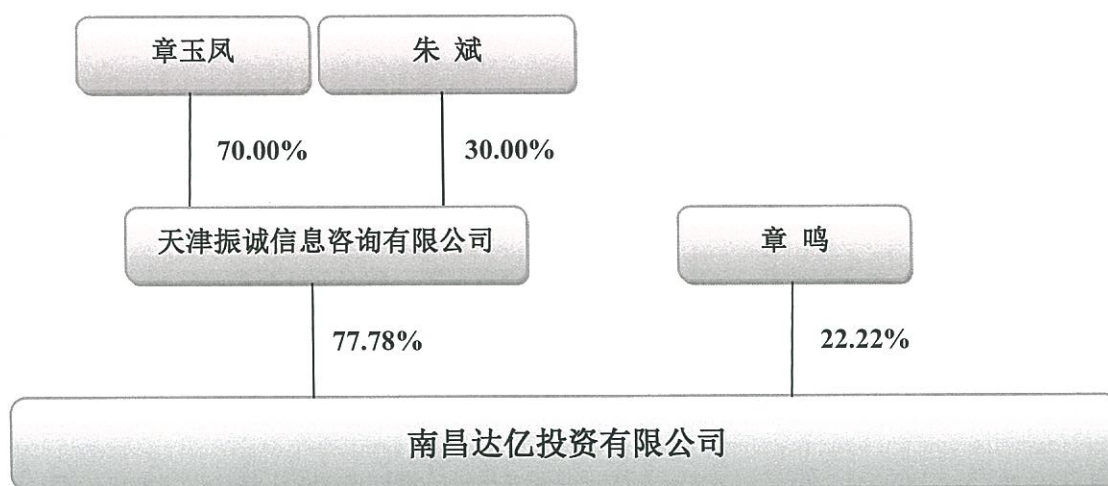 章玉凤
朱 斌
70.00%
30.00%
天津振诚信息咨询有限公司
章 鸣
77.78%
22.22%
南昌达亿投资有限公司